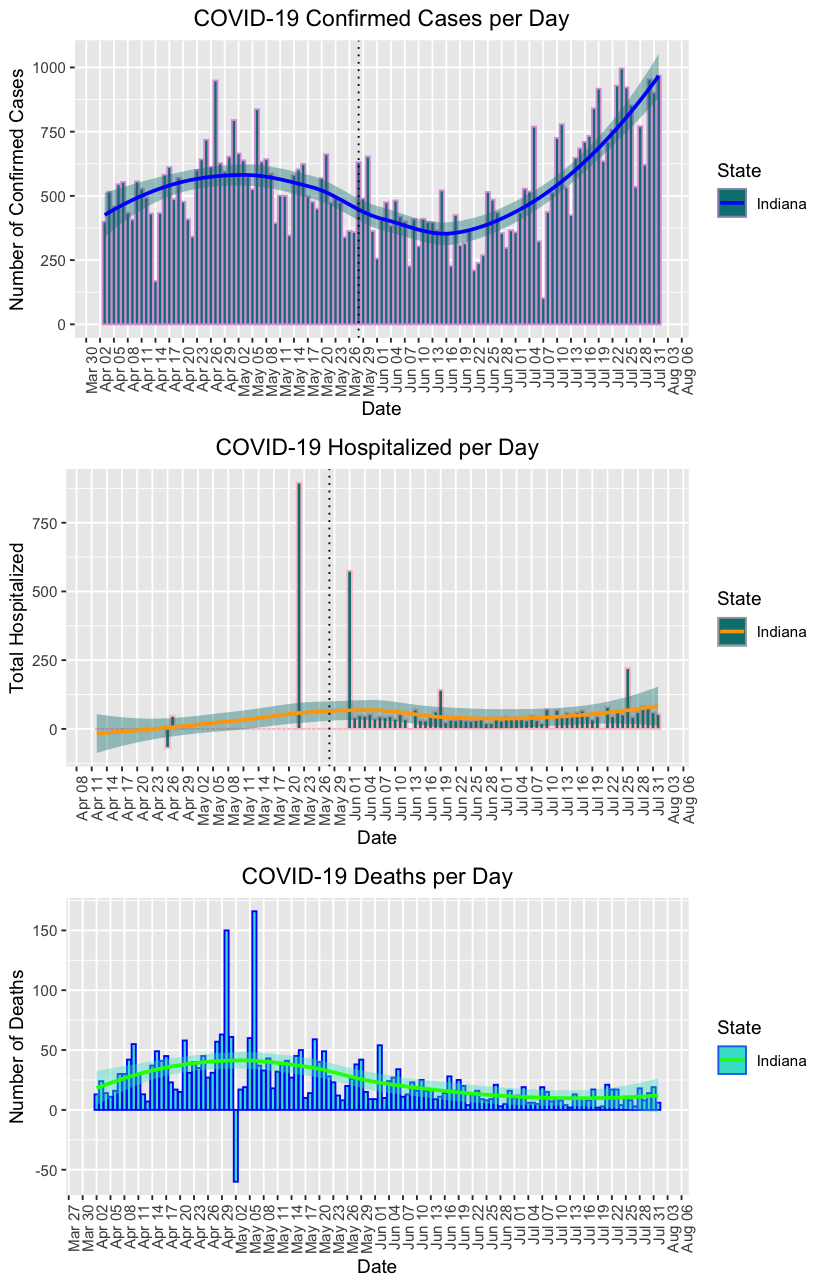 COVID-19 Confirmed Cases per Day
Number of Confirmed Cases
1000
750
500
250
0
Mar 30
Apr 02
Apr 05
Apr 08
Apr 11
Apr 14
Apr 17
Apr 20
Apr 23
Apr 26
Apr 29
May 02
May 05
May 08
May 11
May 14
May 17
May 20
May 23
May 26
May 29
Jun 01
Jun 04
Jun 07
Jun 10
Jun 13
Jun 16
Jun 19
Jun 22
Jun 25
Jun 28
Jul 01
Jul 04
Jul 07
Jul 10
Jul 13
Jul 16
Jul 19
Jul 22
Jul 25
Jul 28
Jul 31
Aug 03
Aug 06
Date
State
Indiana
COVID-19 Hospitalized per Day
Total Hospitalized
750
500
250
0
Apr 08
Apr 11
Apr 14
Apr 17
Apr 20
Apr 23
Apr 26
Apr 29
May 02
May 05
May 08
May 11
May 14
May 17
May 20
May 23
May 26
May 29
Jun 01
Jun 04
Jun 07
Jun 10
Jun 13
Jun 16
Jun 19
Jun 22
Jun 25
Jun 28
Jul 01
Jul 04
Jul 07
Jul 10
Jul 13
Jul 16
Jul 19
Jul 22
Jul 25
Jul 28
Jul 31
Aug 03
Aug 06
Date
State
Indiana
COVID-19 Deaths per Day
Number of Deaths
150
100
50
0
-50
Mar 27
Mar 30
Apr 02
Apr 05
Apr 08
Apr 11
Apr 14
Apr 17
Apr 20
Apr 23
Apr 26
Apr 29
May 02
May 05
May 08
May 11
May 14
May 17
May 20
May 23
May 26
May 29
Jun 01
Jun 04
Jun 07
Jun 10
Jun 13
Jun 16
Jun 19
Jun 22
Jun 25
Jun 28
Jul 01
Jul 04
Jul 07
Jul 10
Jul 13
Jul 16
Jul 19
Jul 22
Jul 25
Jul 28
Jul 31
Aug 03
Aug 06
Date
State
Indiana